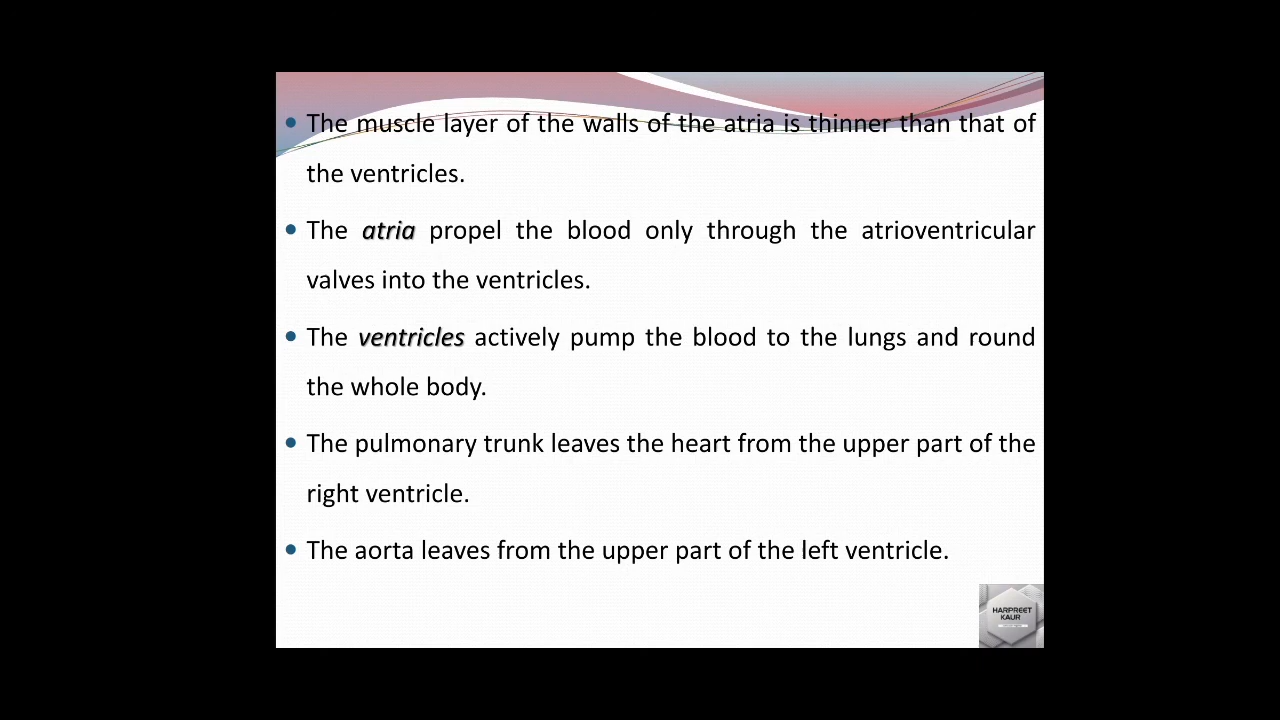 • The muscle layer of the walls of the atria is thinner than that of
the ventricles.
• The atria propel the blood only through the atrioventricular
valves into the ventricles.
• The ventricles actively pump the blood to the lungs and round
the whole body.
• The pulmonary trunk leaves the heart from the upper part of the
right ventricle.
• The aorta leaves from the upper part of the left ventricle.
HARPREET
KAUR